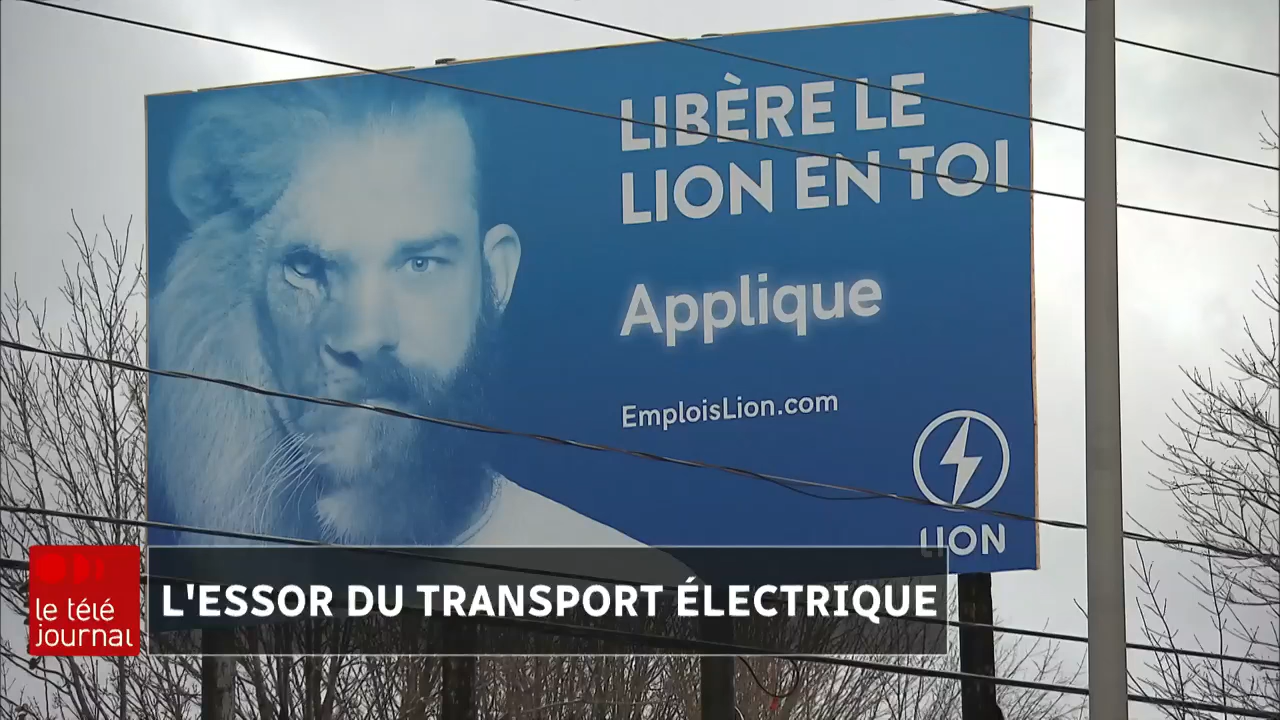 LIBÈRE LE
LION EN TOI
Applique
EmploisLion.com
LION
le télé
journal
L'ESSOR DU TRANSPORT ÉLECTRIQUE